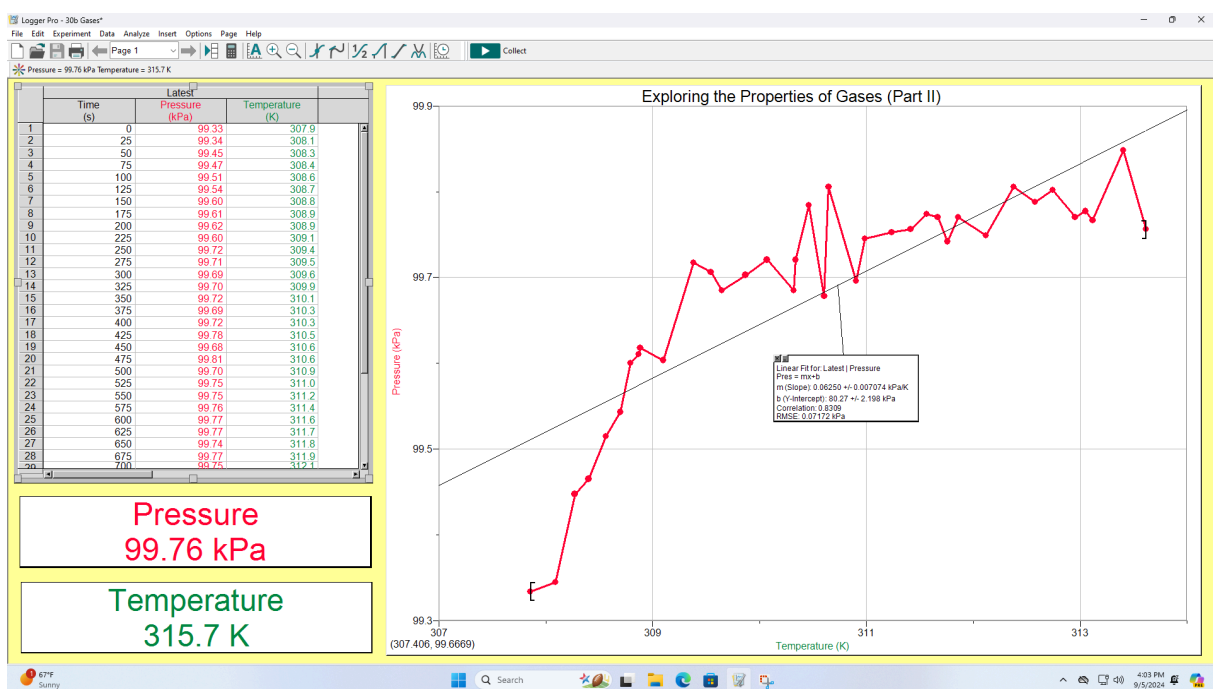 Logger Pro - 30b Gases*
File Edit Experiment Data Analyze Insert Options Page Help
Page 1
Collect
Pressure = 99.76 kPa Temperature = 315.7 K
Latest
Time Pressure Temperature
(s) (kPa) (K)
1 0 99.33 307.9
2 25 99.34 308.1
3 50 99.45 308.3
4 75 99.47 308.4
5 100 99.51 308.6
6 125 99.54 308.7
7 150 99.60 308.8
8 175 99.61 308.9
9 200 99.62 308.9
10 225 99.60 309.1
11 250 99.72 309.4
12 275 99.71 309.5
13 300 99.69 309.6
14 325 99.70 309.9
15 350 99.72 310.1
16 375 99.69 310.3
17 400 99.72 310.3
18 425 99.78 310.5
19 450 99.68 310.6
20 475 99.81 310.6
21 500 99.70 310.9
22 525 99.75 311.0
23 550 99.75 311.2
24 575 99.76 311.4
25 600 99.77 311.6
26 625 99.77 311.7
27 650 99.74 311.8
28 675 99.77 311.9
29 700 99.75 312.1
Pressure
99.76 kPa
Temperature
315.7 K
Exploring the Properties of Gases (Part II)
99.9
99.7
99.5
99.3
Pressure (kPa)
Linear Fit for: Latest | Pressure
Pres = mx+b
m (Slope): 0.06250 +/- 0.007074 kPa/K
b (Y-Intercept): 80.27 +/- 2.198 kPa
Correlation: 0.8309
RMSE: 0.07172 kPa
307 309 311 313
(307.406, 99.6669)
Temperature (K)
1
67°F
Sunny
Search
4:03 PM
9/5/2024